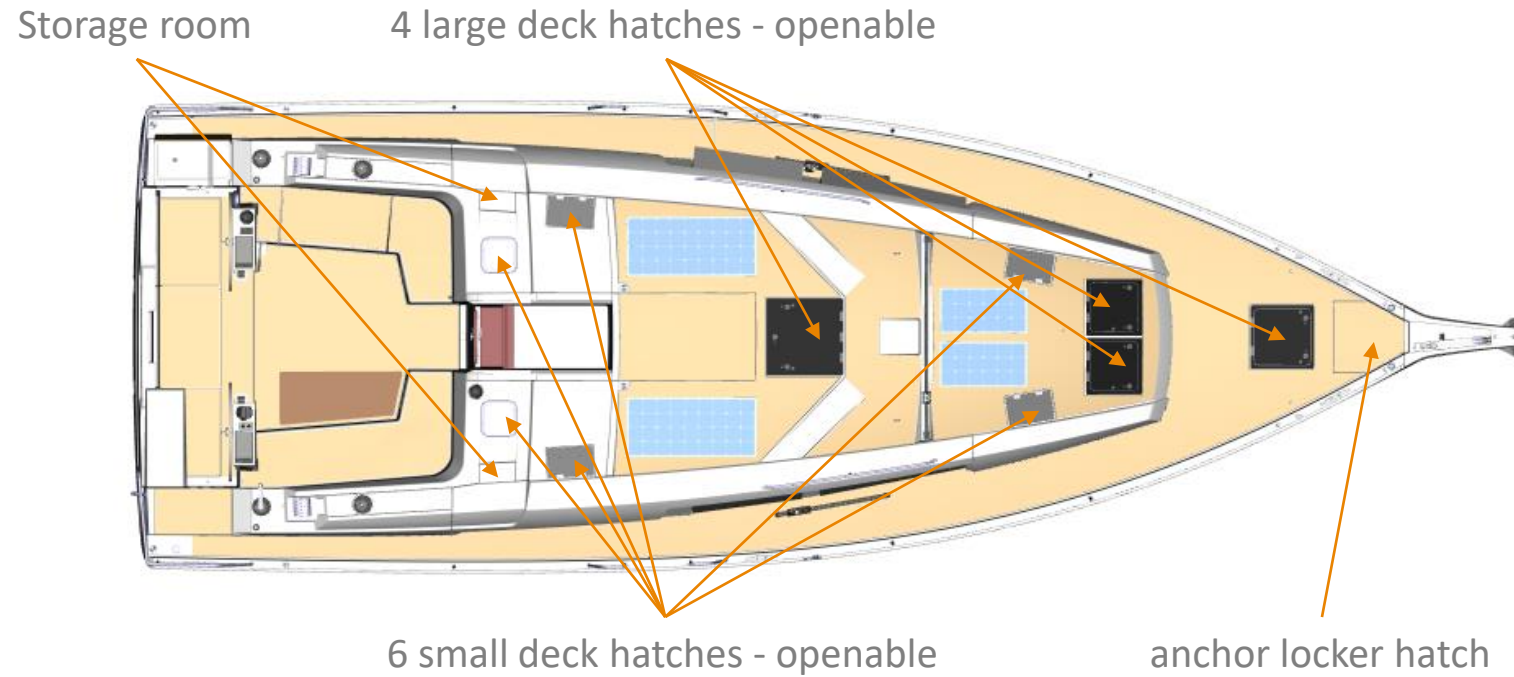 Storage room
4 large deck hatches - openable
6 small deck hatches - openable
anchor locker hatch